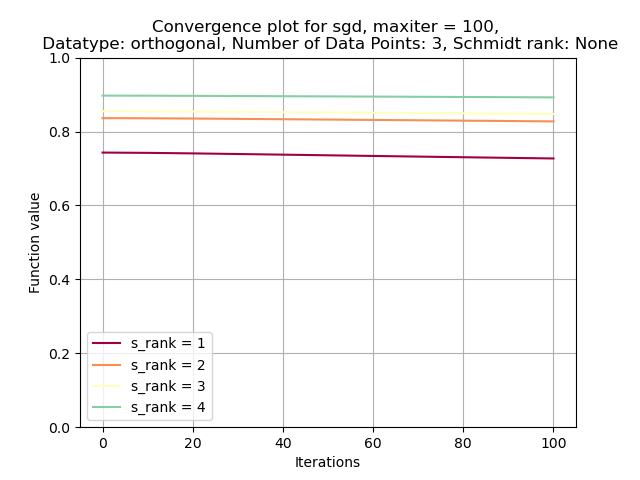 Convergence plot for sgd, maxiter = 100,
Datatype: orthogonal, Number of Data Points: 3, Schmidt rank: None
1.0
0.8
0.6
0.4
0.2
0.0
Function value
s_rank = 1
s_rank = 2
s_rank = 3
s_rank = 4
0 20 40 60 80 100
Iterations